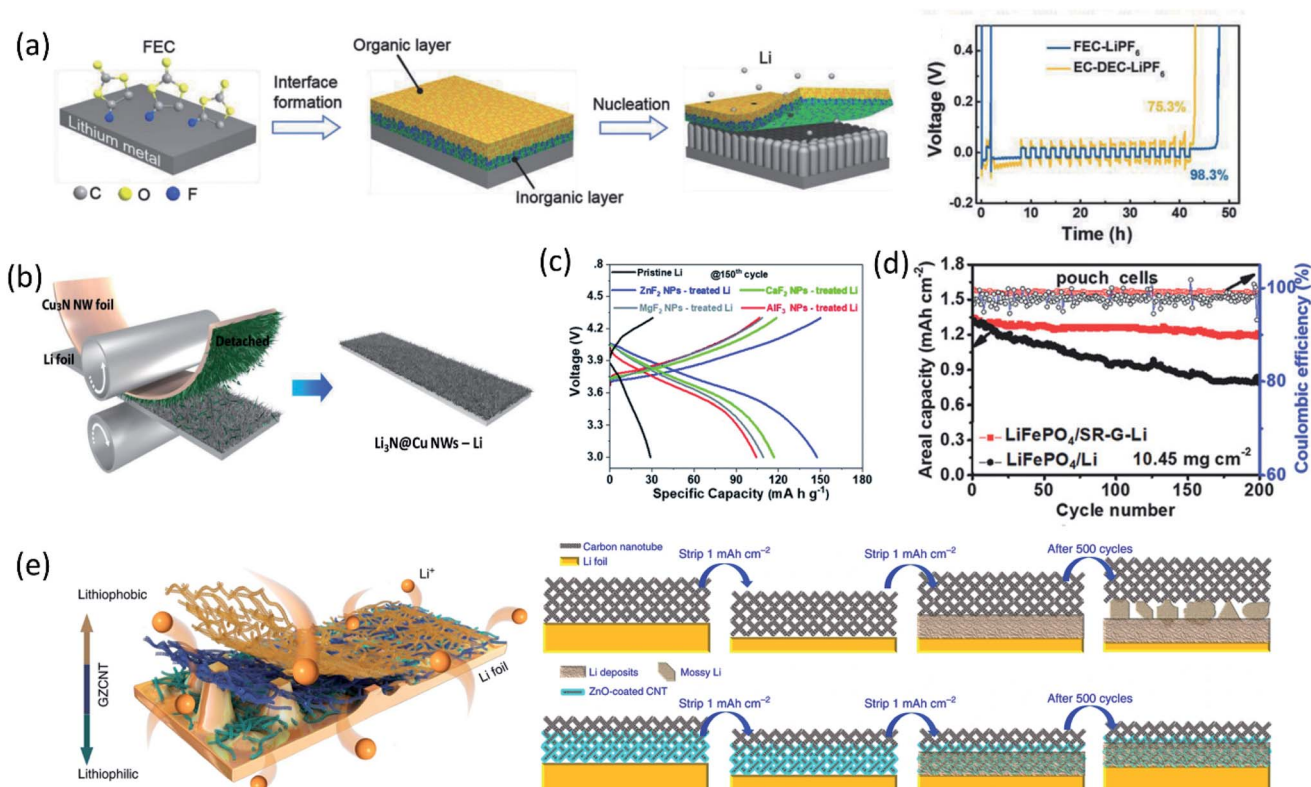 (a)
FEC
Lithium metal
C
O
F
Interface
formation
Organic layer
Inorganic layer
Nucleation
Li
Voltage (V)
0.4
0.2
0.0
-0.2
FEC-LiPF₆
EC-DEC-LiPF₆
75.3%
98.3%
0 10 20 30 40 50
Time (h)
(b)
Cu₃N NW foil
Li foil
Detached
Li₃N@Cu NWs – Li
(c)
Voltage (V)
.8
4.2
3.9
3.6
3.0
Pristine Li
@150th cycle
ZnF₂ NPs - treated Li
CaF₂ NPs - treated Li
MgF₂ NPs - treated Li
AlF₃ NPs - treated Li
0 30 60 90 120 150 180
Specific Capacity (mA h g⁻¹)
(d)
Areal capacity (mAh cm⁻²)
1.8
1.5
1.2
0.9
0.6
0.3
0.0
pouch cells
LiFePO₄/SR-G-Li
LiFePO₄/Li
10.45 mg cm⁻²
100
80
60
Coulombic efficiency (%)
0 50 100 150 200
Cycle number
(e)
Lithiophobic
GZCNT
Lithiophilic
Li⁺
Li foil
Carbon nanotube
Li foil
Strip 1 mAh cm⁻²
Strip 1 mAh cm⁻²
After 500 cycles
Li deposits
Mossy Li
ZnO-coated CNT
Strip 1 mAh cm⁻²
Strip 1 mAh cm⁻²
After 500 cycles